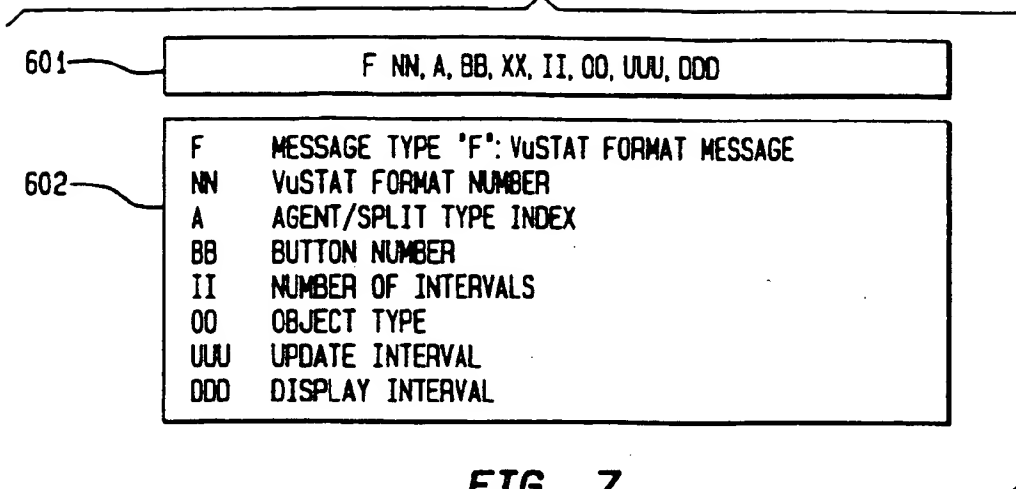 601
F NN, A, BB, XX, II, OO, UUU, DDD
602
F MESSAGE TYPE "F": VuSTAT FORMAT MESSAGE
NN VuSTAT FORMAT NUMBER
A AGENT/SPLIT TYPE INDEX
BB BUTTON NUMBER
II NUMBER OF INTERVALS
OO OBJECT TYPE
UUU UPDATE INTERVAL
DDD DISPLAY INTERVAL
FIG. 7